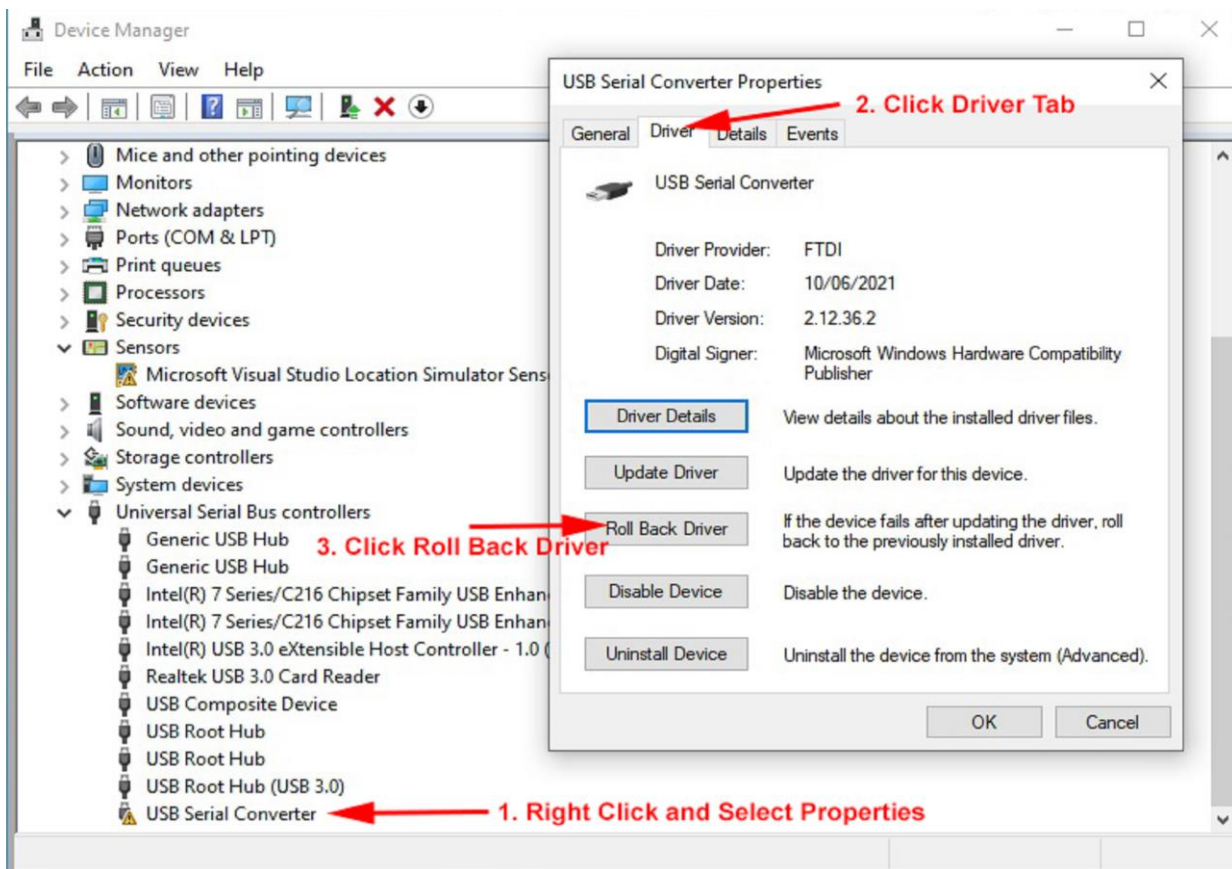 Device Manager
File Action View Help
Mice and other pointing devices
Monitors
Network adapters
Ports (COM & LPT)
Print queues
Processors
Security devices
Sensors
Microsoft Visual Studio Location Simulator Sens
Software devices
Sound, video and game controllers
Storage controllers
System devices
Universal Serial Bus controllers
Generic USB Hub
Generic USB Hub
Intel(R) 7 Series/C216 Chipset Family USB Enhan
Intel(R) 7 Series/C216 Chipset Family USB Enhan
Intel(R) USB 3.0 eXtensible Host Controller - 1.0 (
Realtek USB 3.0 Card Reader
USB Composite Device
USB Root Hub
USB Root Hub
USB Root Hub (USB 3.0)
USB Serial Converter
1. Right Click and Select Properties
USB Serial Converter Properties
2. Click Driver Tab
General Driver Details Events
USB Serial Converter
Driver Provider: FTDI
Driver Date: 10/06/2021
Driver Version: 2.12.36.2
Digital Signer: Microsoft Windows Hardware Compatibility
Publisher
Driver Details View details about the installed driver files.
Update Driver Update the driver for this device.
3. Click Roll Back Driver
Roll Back Driver If the device fails after updating the driver, roll
back to the previously installed driver.
Disable Device Disable the device.
Uninstall Device Uninstall the device from the system (Advanced).
OK Cancel